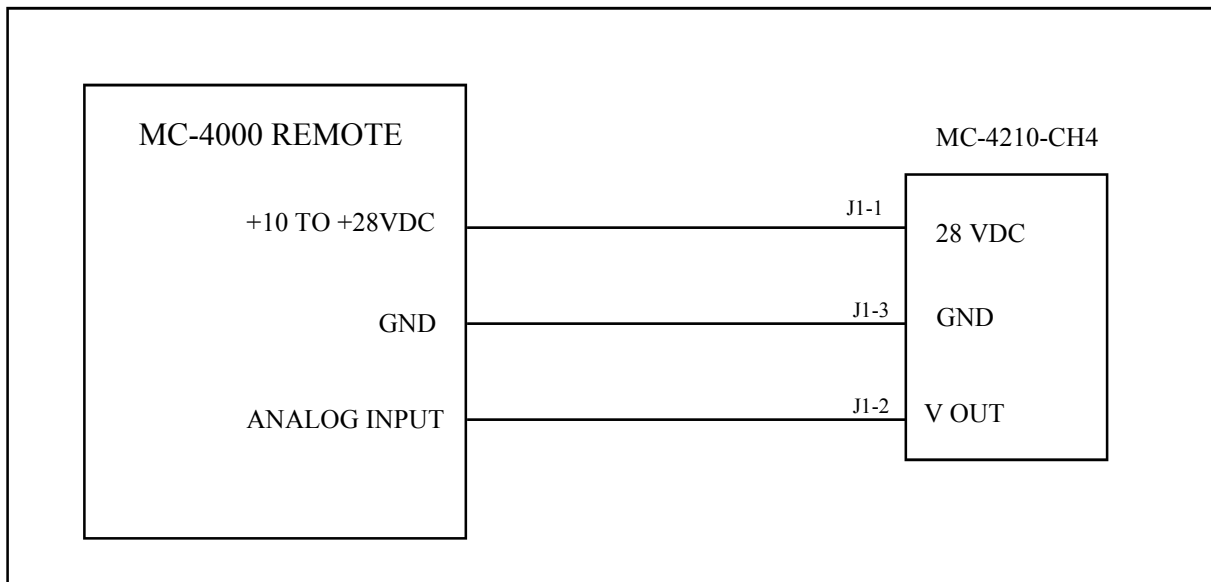 MC-4000 REMOTE
MC-4210-CH4
+10 TO +28VDC
J1-1
28 VDC
GND
J1-3
GND
ANALOG INPUT
J1-2
V OUT